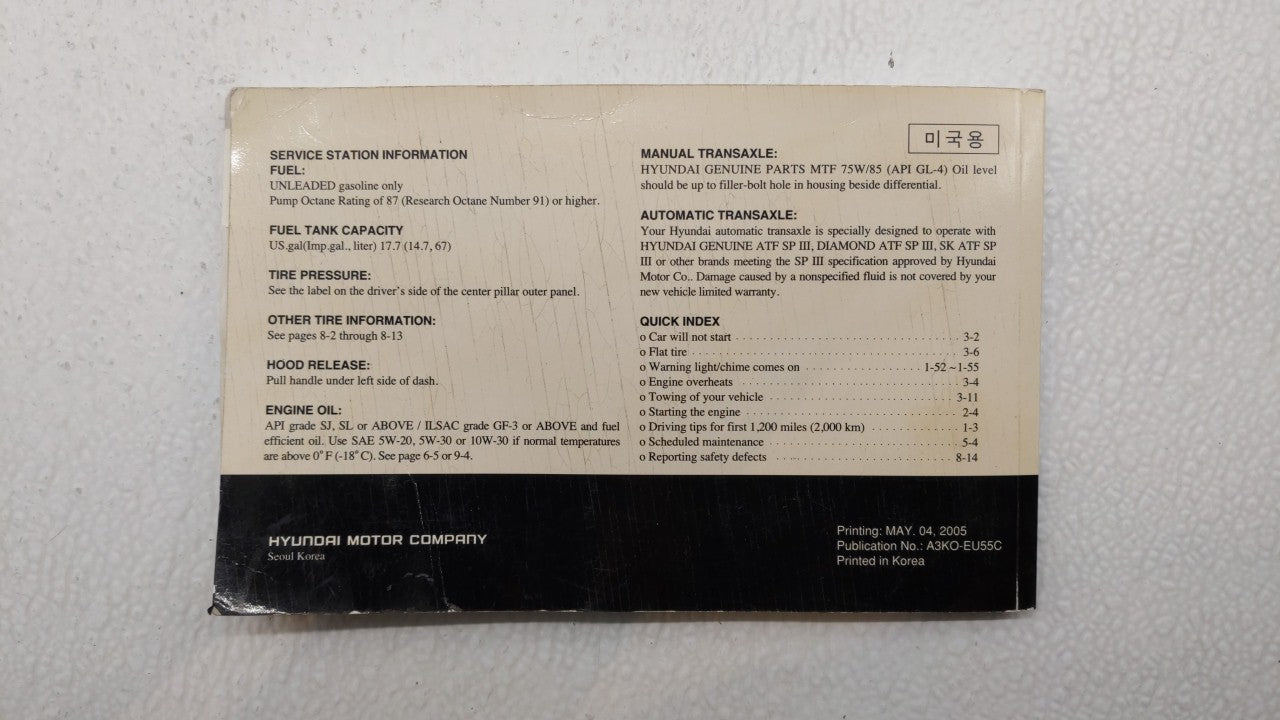 SERVICE STATION INFORMATION
FUEL:
UNLEADED gasoline only
Pump Octane Rating of 87 (Research Octane Number 91) or higher.
FUEL TANK CAPACITY
US.gal(Imp.gal., liter) 17.7 (14.7, 67)
TIRE PRESSURE:
See the label on the driver's side of the center pillar outer panel.
OTHER TIRE INFORMATION:
See pages 8-2 through 8-13
HOOD RELEASE:
Pull handle under left side of dash.
ENGINE OIL:
API grade SJ, SL or ABOVE / ILSAC grade GF-3 or ABOVE and fuel
efficient oil. Use SAE 5W-20, 5W-30 or 10W-30 if normal temperatures
are above 0°F (-18°C). See page 6-5 or 9-4.
미국용
MANUAL TRANSAXLE:
HYUNDAI GENUINE PARTS MTF 75W/85 (API GL-4) Oil level
should be up to filler-bolt hole in housing beside differential.
AUTOMATIC TRANSAXLE:
Your Hyundai automatic transaxle is specially designed to operate with
HYUNDAI GENUINE ATF SP III, DIAMOND ATF SP III, SK ATF SP
III or other brands meeting the SP III specification approved by Hyundai
Motor Co.. Damage caused by a nonspecified fluid is not covered by your
new vehicle limited warranty.
QUICK INDEX
o Car will not start ........................ 3-2
o Flat tire ........................ 3-6
o Warning light/chime comes on ........................ 1-52 ~ 1-55
o Engine overheats ........................ 3-4
o Towing of your vehicle ........................ 3-11
o Starting the engine ........................ 2-4
o Driving tips for first 1,200 miles (2,000 km) ........................ 1-3
o Scheduled maintenance ........................ 5-4
o Reporting safety defects ........................ 8-14
HYUNDAI MOTOR COMPANY
Seoul Korea
Printing: MAY. 04, 2005
Publication No.: A3KO-EU55C
Printed in Korea